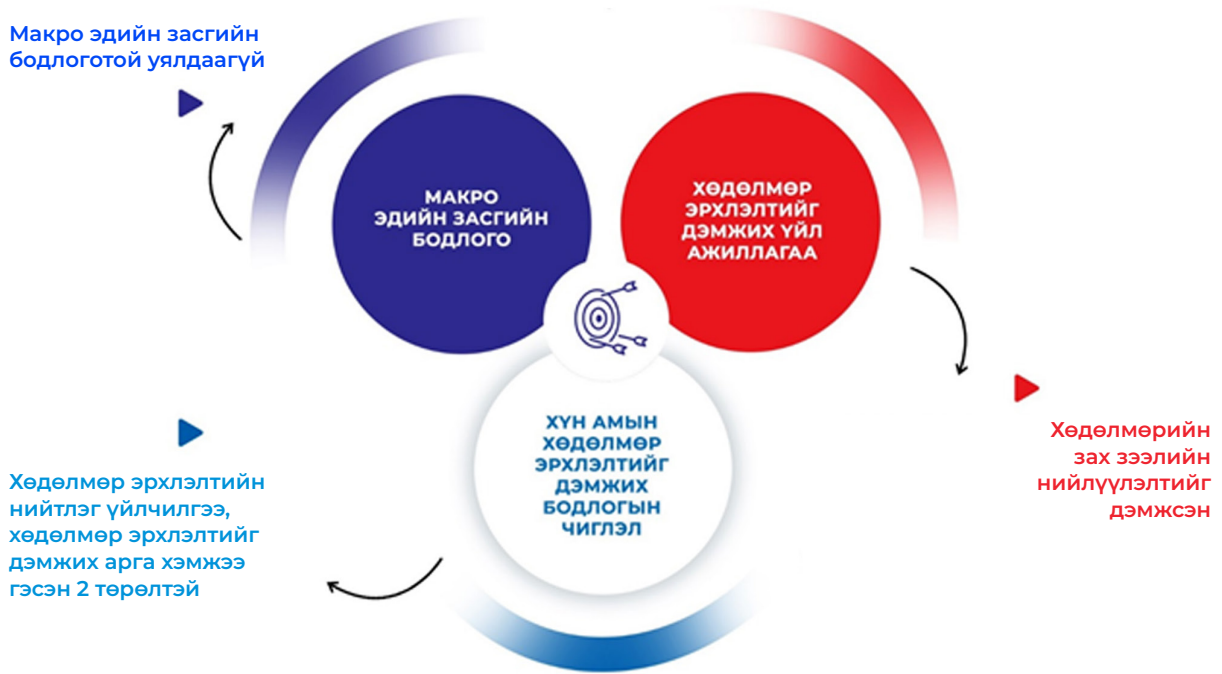 Макро эдийн засгийн
бодлоготой уялдаагүй
МАКРО
ЭДИЙН ЗАСГИЙН
БОДЛОГО
ХӨДӨЛМӨР
ЭРХЛЭЛТИЙГ
ДЭМЖИХ ҮЙЛ
АЖИЛЛАГАА
ХҮН АМЫН
ХӨДӨЛМӨР
ЭРХЛЭЛТИЙГ
ДЭМЖИХ
БОДЛОГЫН
ЧИГЛЭЛ
Хөдөлмөрийн
зах зээлийн
нийлүүлэлтийг
дэмжсэн
Хөдөлмөр эрхлэлтийн
нийтлэг үйлчилгээ,
хөдөлмөр эрхлэлтийг
дэмжих арга хэмжээ
гэсэн 2 төрөлтэй